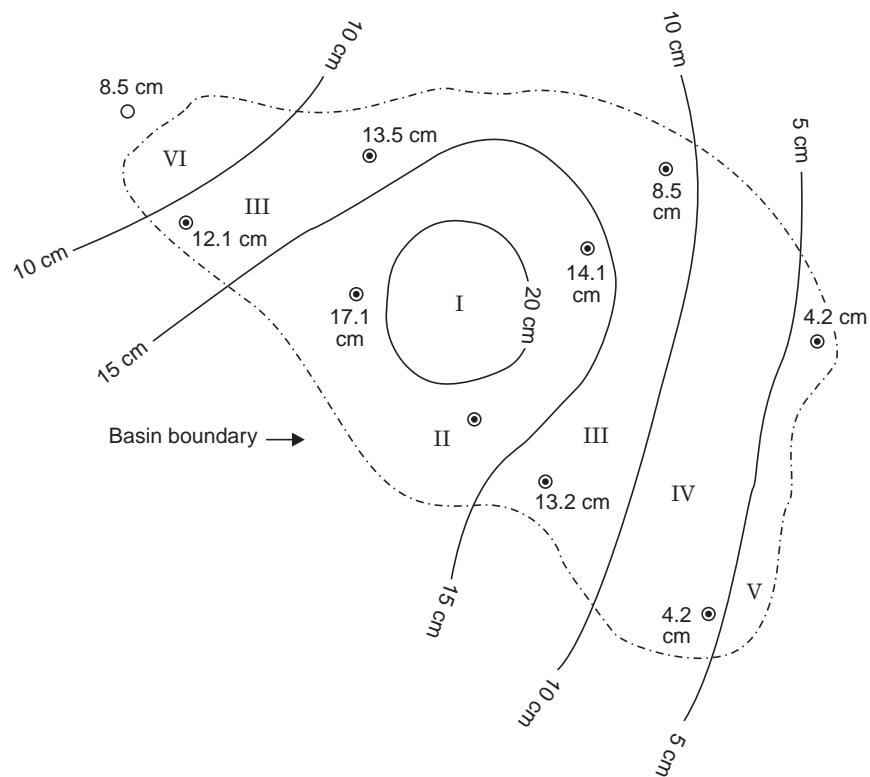 10 cm
10 cm
8.5 cm
13.5 cm
5 cm
VI
8.5
cm
III
12.1 cm
10 cm
14.1
cm
I
20 cm
17.1
cm
4.2 cm
15 cm
Basin boundary
II
III
13.2 cm
IV
V
15 cm
4.2
cm
10 cm
5 cm